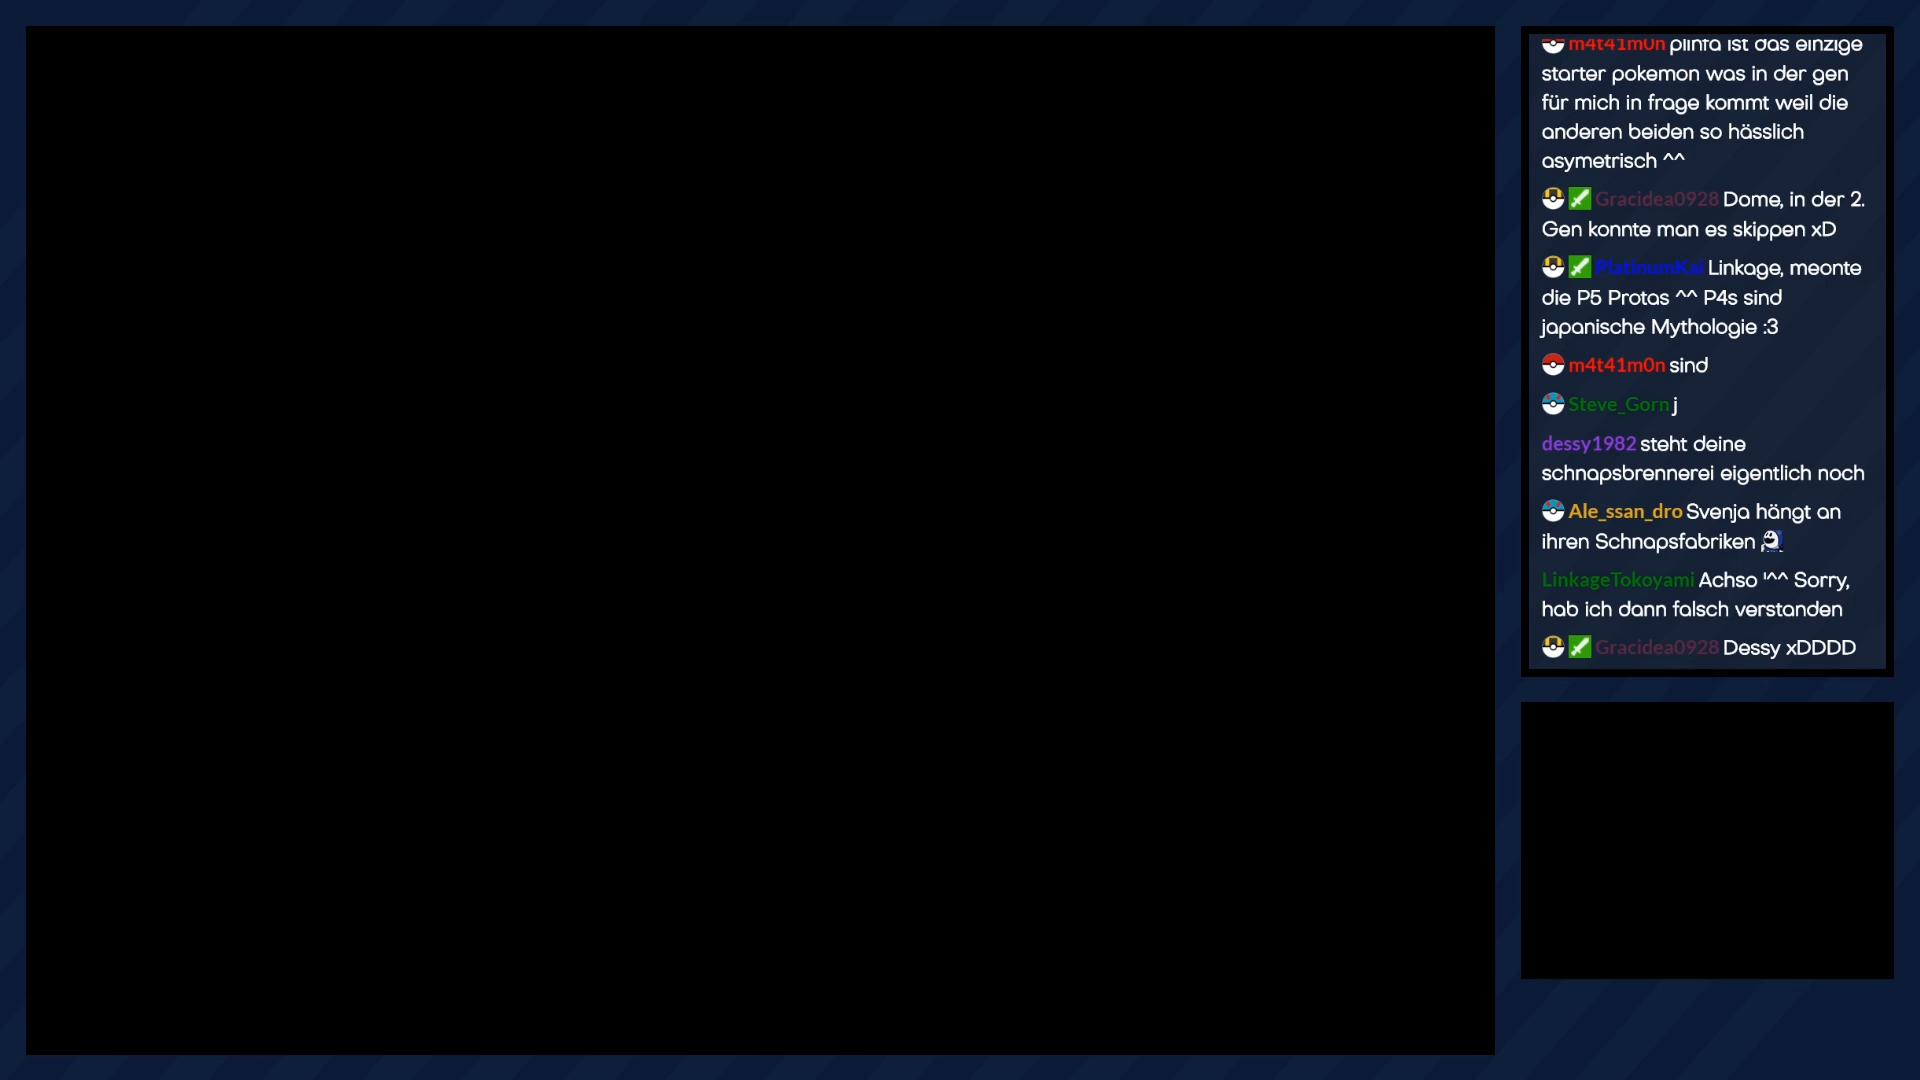 m4t41m0n plinfa ist das einzige
starter pokemon was in der gen
für mich in frage kommt weil die
anderen beiden so hässlich
asymetrisch ^^
Gracidea0928 Dome, in der 2.
Gen konnte man es skippen xD
PlatinumKai Linkage, meonte
die P5 Protas ^^ P4s sind
japanische Mythologie :3
m4t41m0n sind
Steve_Gorn j
dessy1982 steht deine
schnapsbrennerei eigentlich noch
Ale_ssan_dro Svenja hängt an
ihren Schnapsfabriken
LinkageTokoyami Achso '^^ Sorry,
hab ich dann falsch verstanden
Gracidea0928 Dessy xDDDD